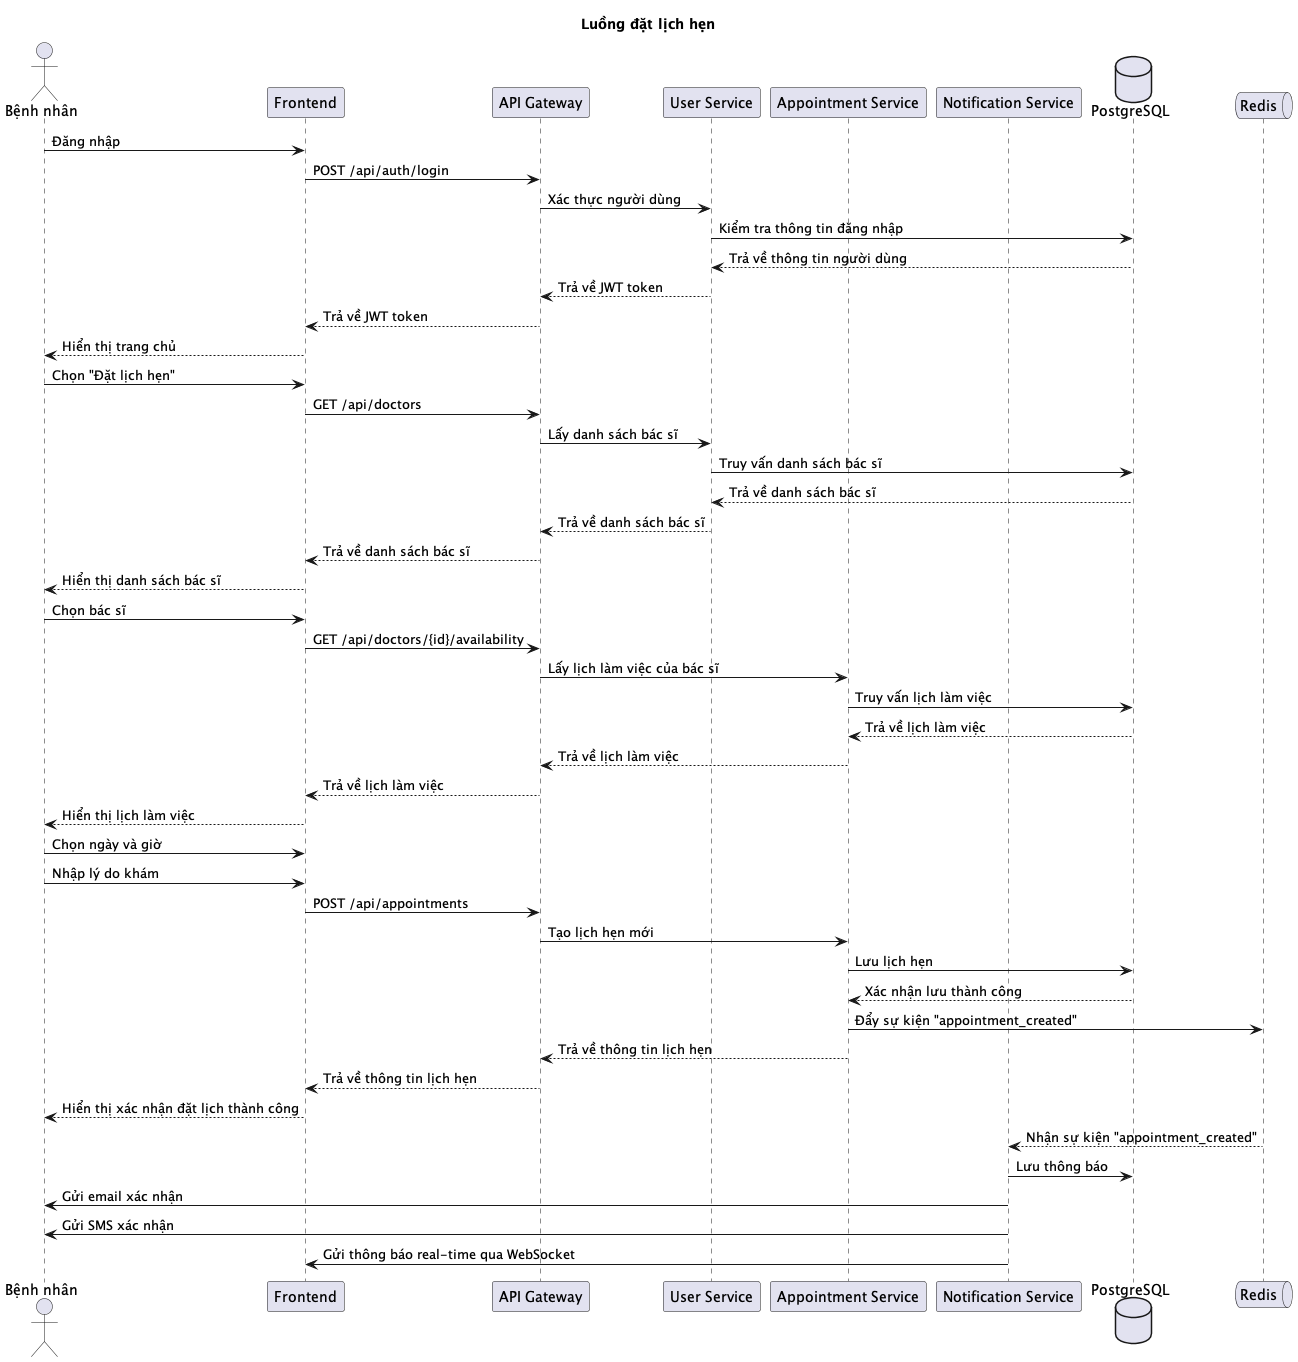 Luồng đặt lịch hẹn
Bệnh nhân
Frontend
API Gateway
User Service
Appointment Service
Notification Service
PostgreSQL
Redis
Đăng nhập
POST /api/auth/login
Xác thực người dùng
Kiểm tra thông tin đăng nhập
Trả về thông tin người dùng
Trả về JWT token
Trả về JWT token
Hiển thị trang chủ
Chọn "Đặt lịch hẹn"
GET /api/doctors
Lấy danh sách bác sĩ
Truy vấn danh sách bác sĩ
Trả về danh sách bác sĩ
Trả về danh sách bác sĩ
Trả về danh sách bác sĩ
Hiển thị danh sách bác sĩ
Chọn bác sĩ
GET /api/doctors/{id}/availability
Lấy lịch làm việc của bác sĩ
Truy vấn lịch làm việc
Trả về lịch làm việc
Trả về lịch làm việc
Trả về lịch làm việc
Hiển thị lịch làm việc
Chọn ngày và giờ
Nhập lý do khám
POST /api/appointments
Tạo lịch hẹn mới
Lưu lịch hẹn
Xác nhận lưu thành công
Đẩy sự kiện "appointment_created"
Trả về thông tin lịch hẹn
Trả về thông tin lịch hẹn
Hiển thị xác nhận đặt lịch thành công
Nhận sự kiện "appointment_created"
Lưu thông báo
Gửi email xác nhận
Gửi SMS xác nhận
Gửi thông báo real-time qua WebSocket
Bệnh nhân
Frontend
API Gateway
User Service
Appointment Service
Notification Service
PostgreSQL
Redis